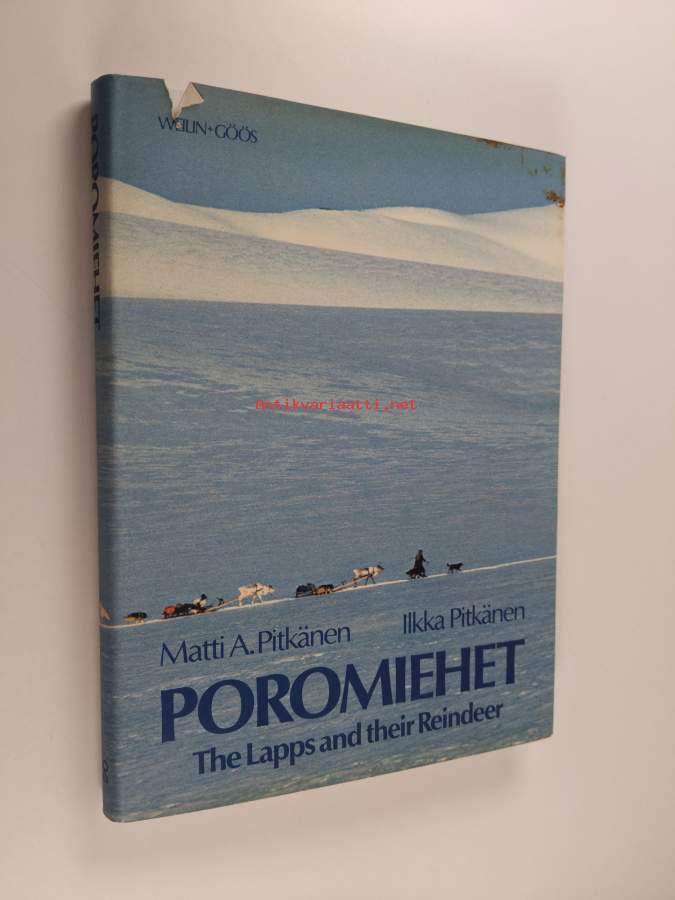 WEILIN+GÖÖS
POROMIEHET
antikvariaatti.net
Matti A. Pitkänen
Ilkka Pitkänen
POROMIEHET
The Lapps and their Reindeer